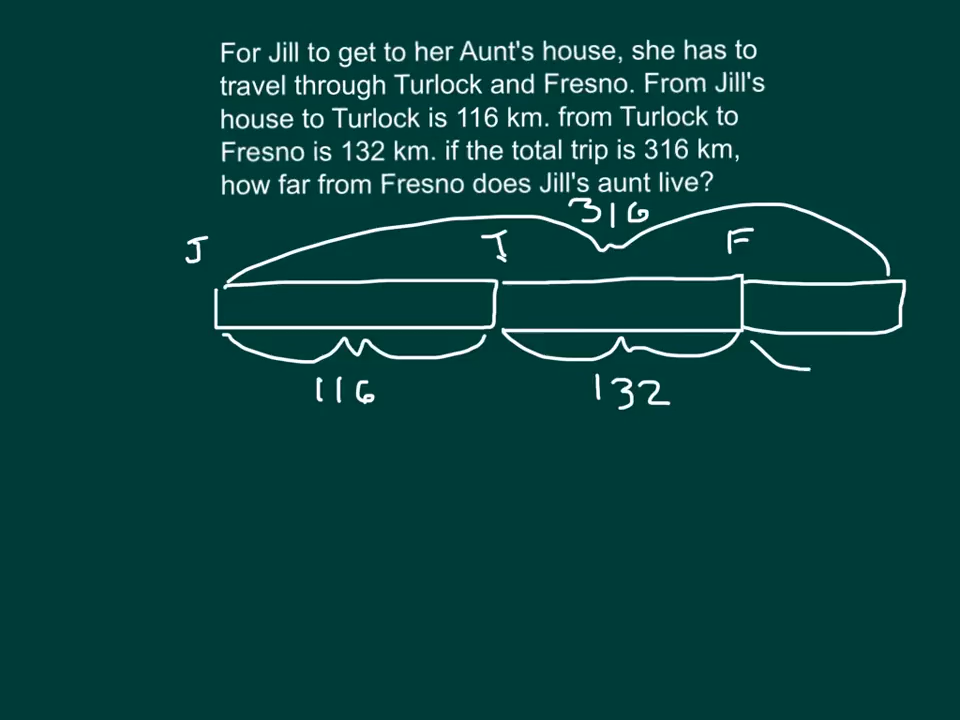 For Jill to get to her Aunt's house, she has to
travel through Turlock and Fresno. From Jill's
house to Turlock is 116 km. from Turlock to
Fresno is 132 km. if the total trip is 316 km,
how far from Fresno does Jill's aunt live?
316
J T F
116 132